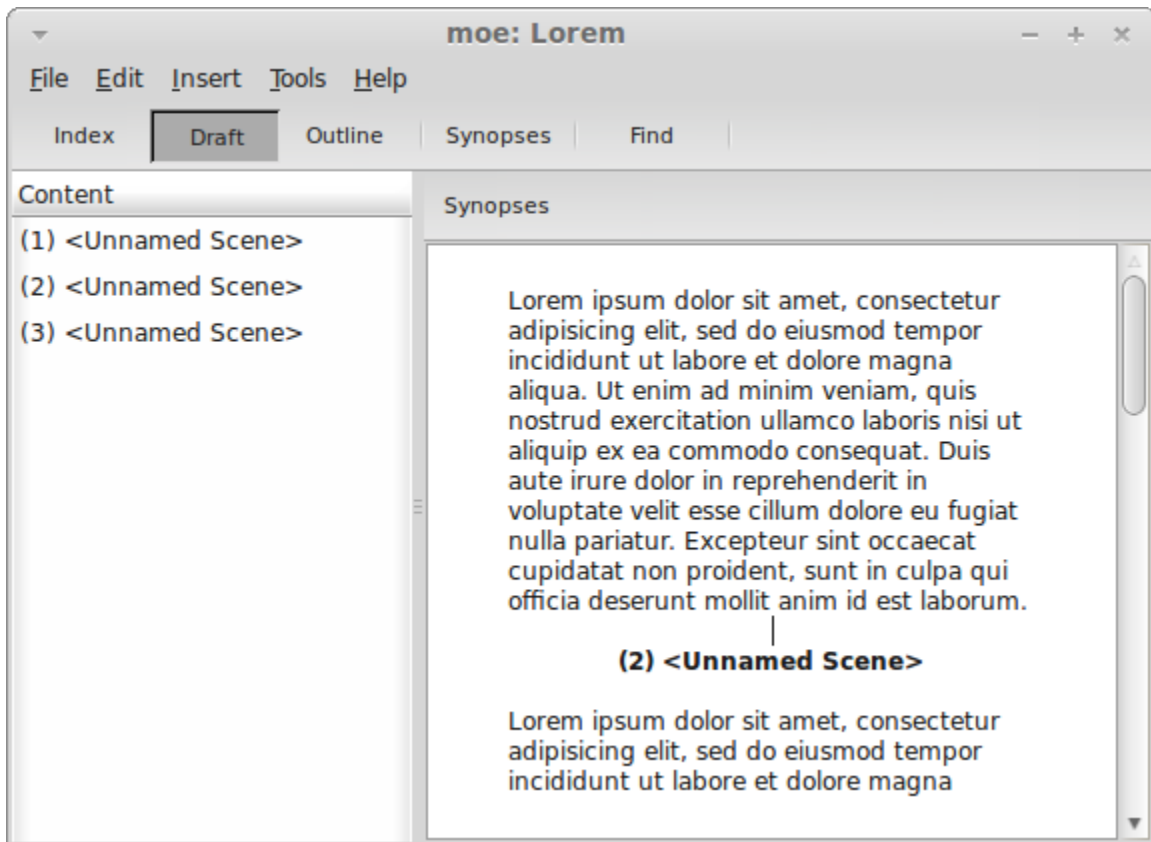 moe: Lorem
File Edit Insert Tools Help
Index Draft Outline Synopses Find
Content
(1) <Unnamed Scene>
(2) <Unnamed Scene>
(3) <Unnamed Scene>
Synopses
Lorem ipsum dolor sit amet, consectetur
adipisicing elit, sed do eiusmod tempor
incididunt ut labore et dolore magna
aliqua. Ut enim ad minim veniam, quis
nostrud exercitation ullamco laboris nisi ut
aliquip ex ea commodo consequat. Duis
aute irure dolor in reprehenderit in
voluptate velit esse cillum dolore eu fugiat
nulla pariatur. Excepteur sint occaecat
cupidatat non proident, sunt in culpa qui
officia deserunt mollit anim id est laborum.
(2) <Unnamed Scene>
Lorem ipsum dolor sit amet, consectetur
adipisicing elit, sed do eiusmod tempor
incididunt ut labore et dolore magna